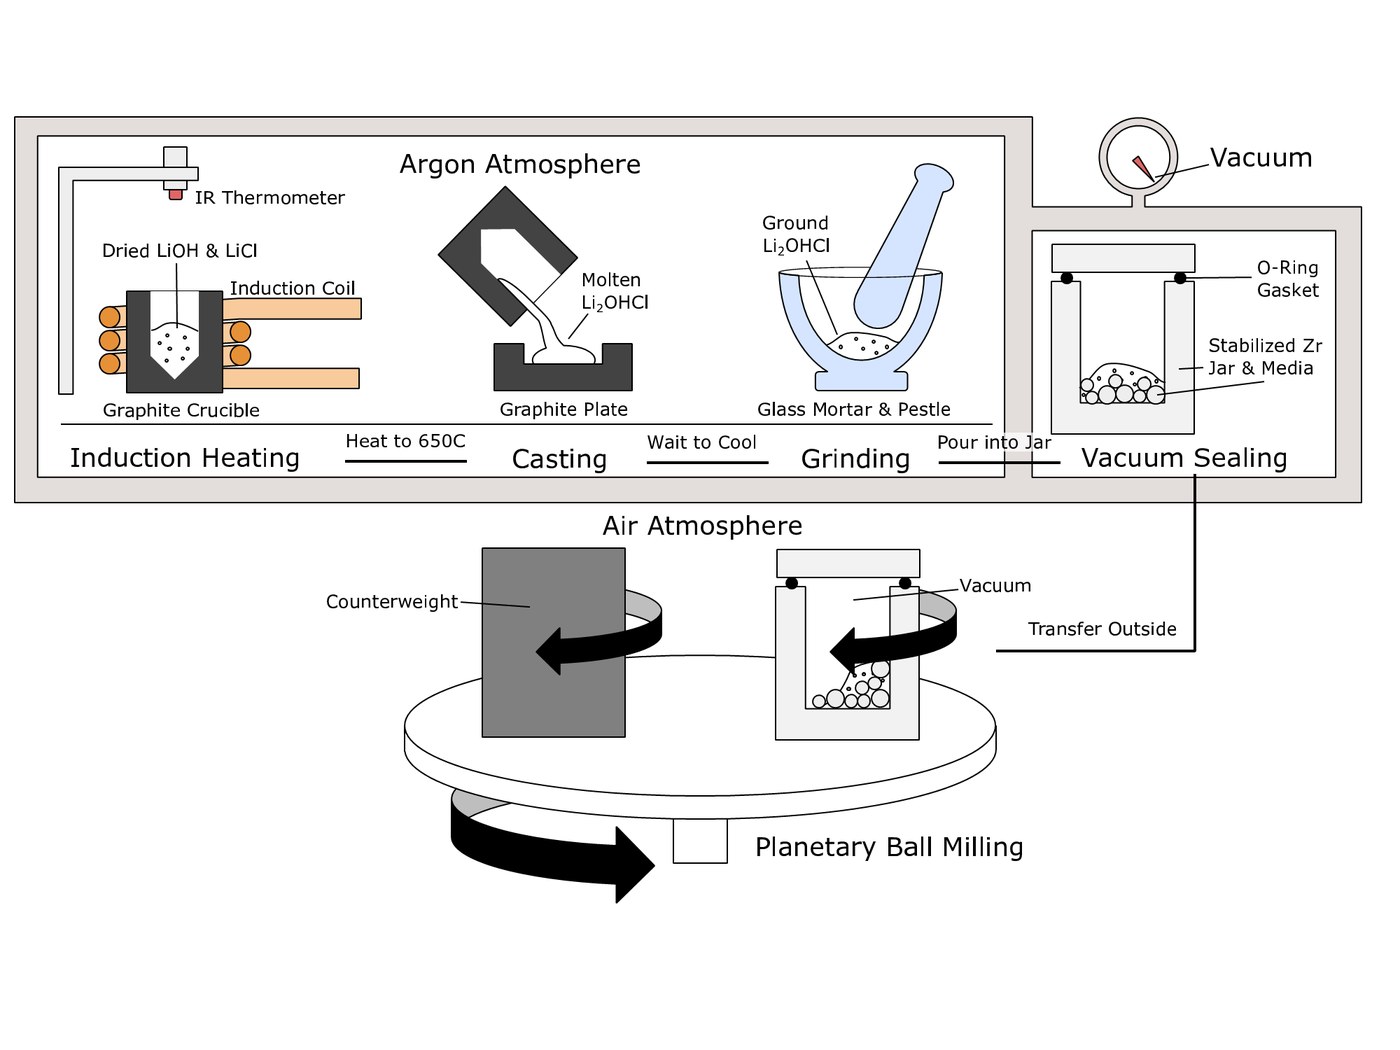 Argon Atmosphere
Vacuum
IR Thermometer
Dried LiOH & LiCl
Induction Coil
Graphite Crucible
Molten
Li₂OHCl
Graphite Plate
Ground
Li₂OHCl
Glass Mortar & Pestle
O-Ring
Gasket
Stabilized Zr
Jar & Media
Induction Heating
Heat to 650C
Casting
Wait to Cool
Grinding
Pour into Jar
Vacuum Sealing
Air Atmosphere
Counterweight
Vacuum
Transfer Outside
Planetary Ball Milling